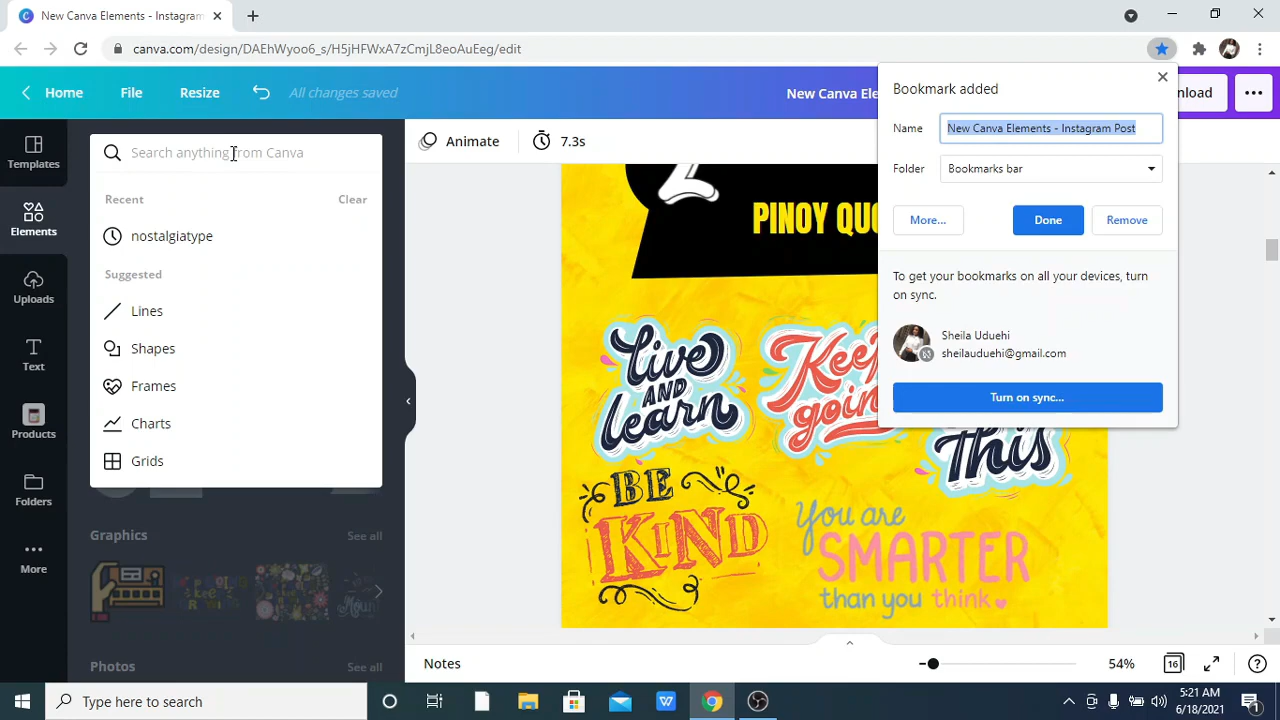 New Canva Elements - Instagram
canva.com/design/DAEhWyoo6_s/H5jHFWxA7zCmjL8eoAuEeg/edit
Home
File
Resize
All changes saved
New Canva Ele
nload
Bookmark added
Name
New Canva Elements - Instagram Post
Folder
Bookmarks bar
More...
Done
Remove
To get your bookmarks on all your devices, turn
on sync.
Sheila Uduehi
sheilauduehi@gmail.com
Turn on sync...
Templates
Elements
Uploads
Text
Products
Folders
More
Search anything from Canva
Recent
Clear
nostalgiatype
Suggested
Lines
Shapes
Frames
Charts
Grids
Graphics
See all
Photos
See all
Animate
7.3s
PINOY QUO
Live
AND
learn
Keep
going
This
BE
KIND
You are
SMARTER
than you think
Notes
54%
16
Type here to search
5:21 AM
6/18/2021
1